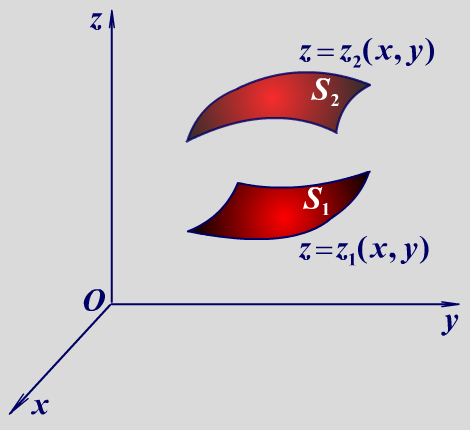 z
z = z₂(x, y)
S₂
S₁
z = z₁(x, y)
O
y
x